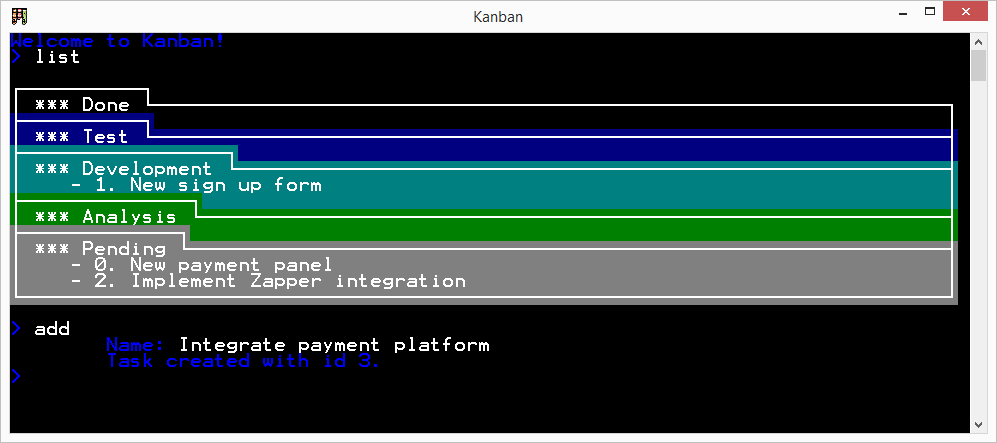 Kanban
Welcome to Kanban!
> list
*** Done
*** Test
*** Development
- 1. New sign up form
*** Analysis
*** Pending
- 0. New payment panel
- 2. Implement Zapper integration
> add
Name: Integrate payment platform
Task created with id 3.
>